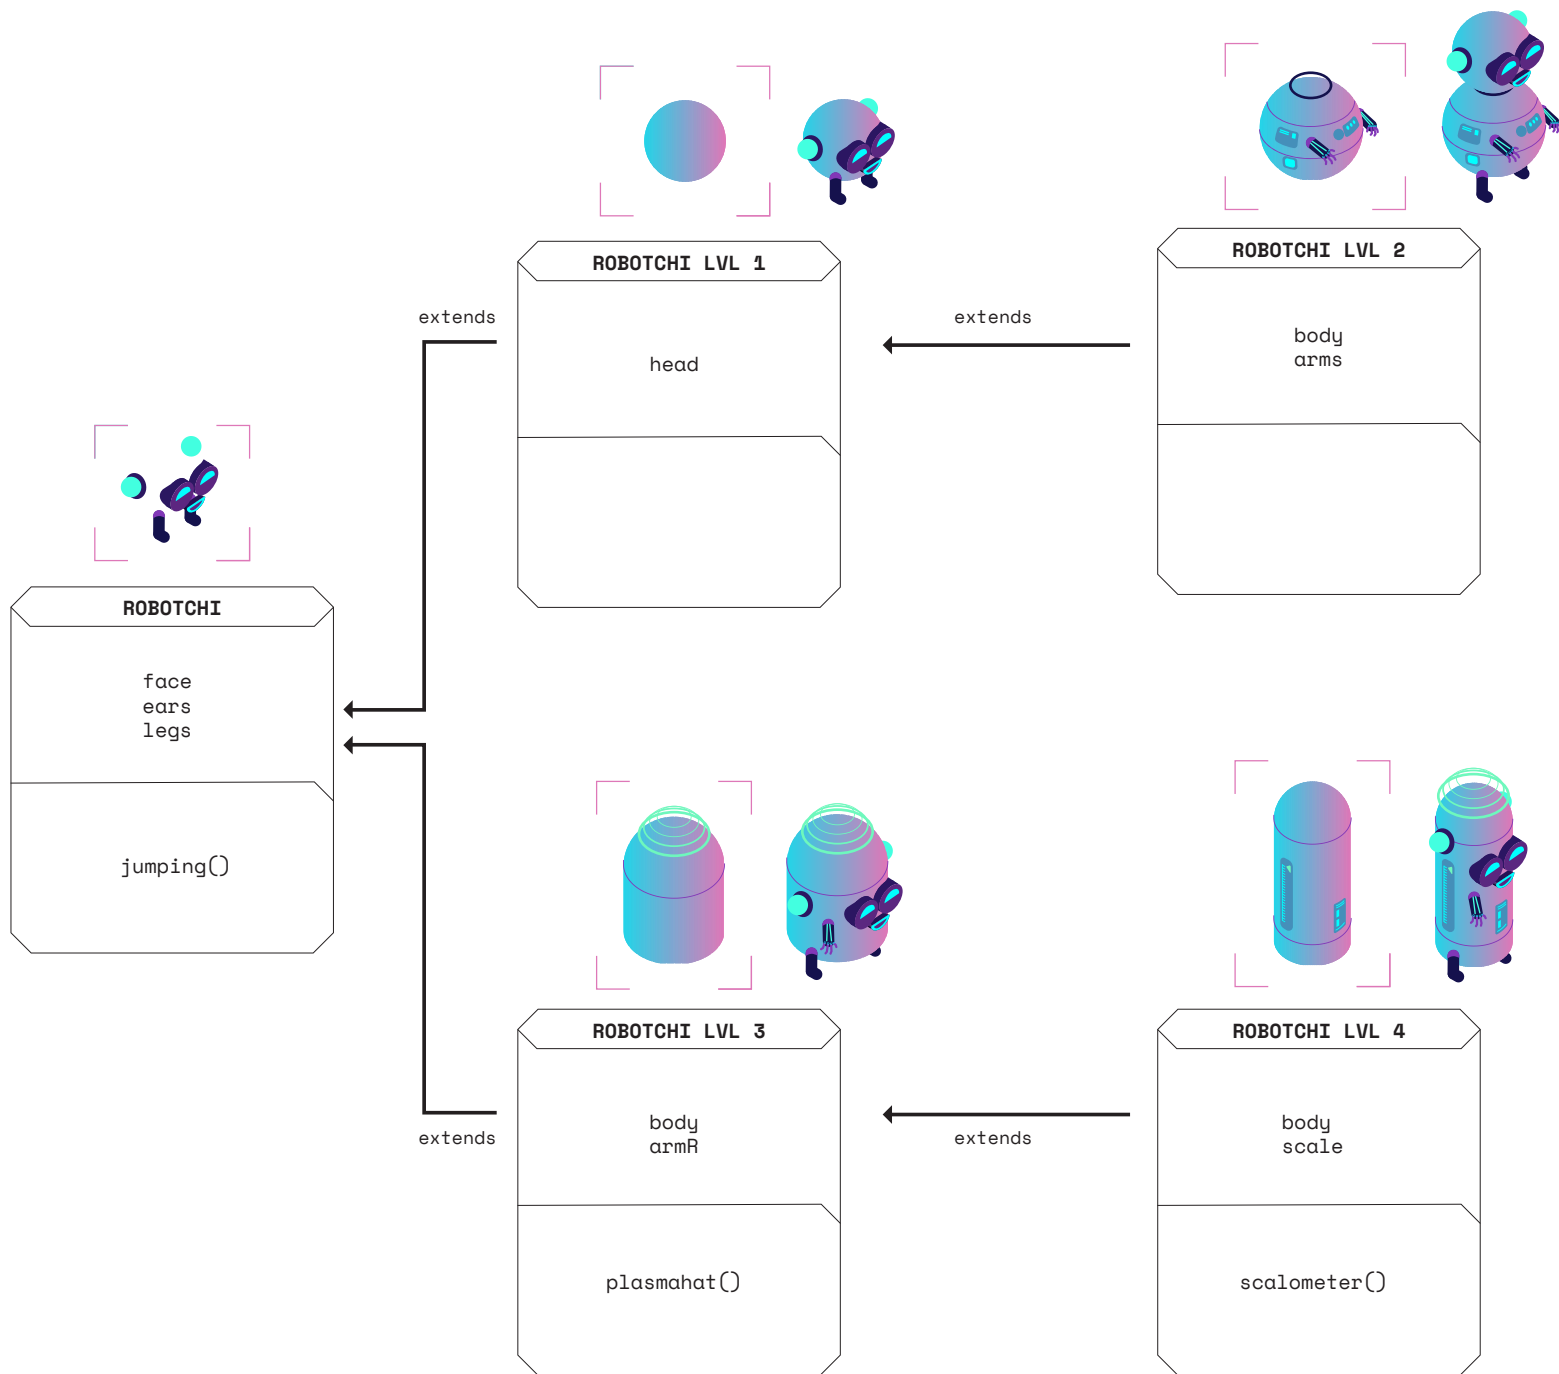 ROBOTCHI LVL 1
head
extends
ROBOTCHI LVL 2
body
arms
extends
ROBOTCHI
face
ears
legs
jumping()
ROBOTCHI LVL 3
body
armR
plasmahat()
extends
ROBOTCHI LVL 4
body
scale
scalometer()
extends